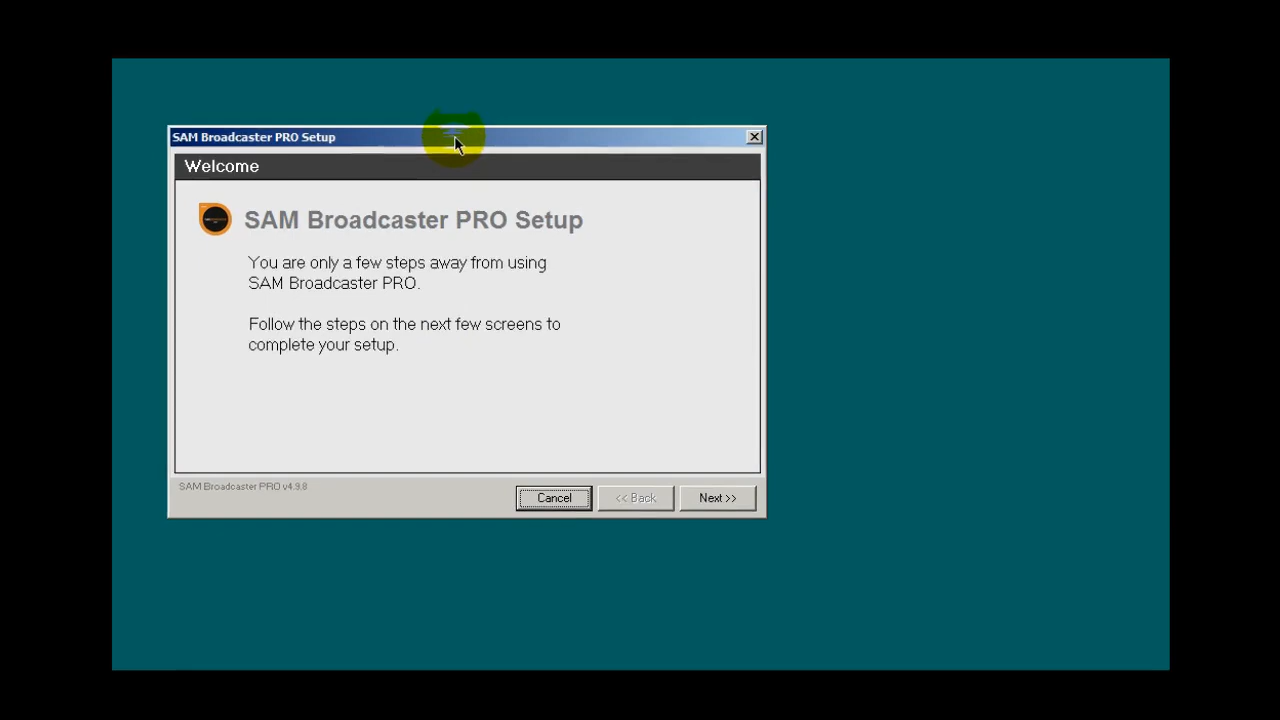 SAM Broadcaster PRO Setup
Welcome
SAM Broadcaster PRO Setup
You are only a few steps away from using
SAM Broadcaster PRO.
Follow the steps on the next few screens to
complete your setup.
SAM Broadcaster PRO v4.9.8
Cancel
<< Back
Next >>